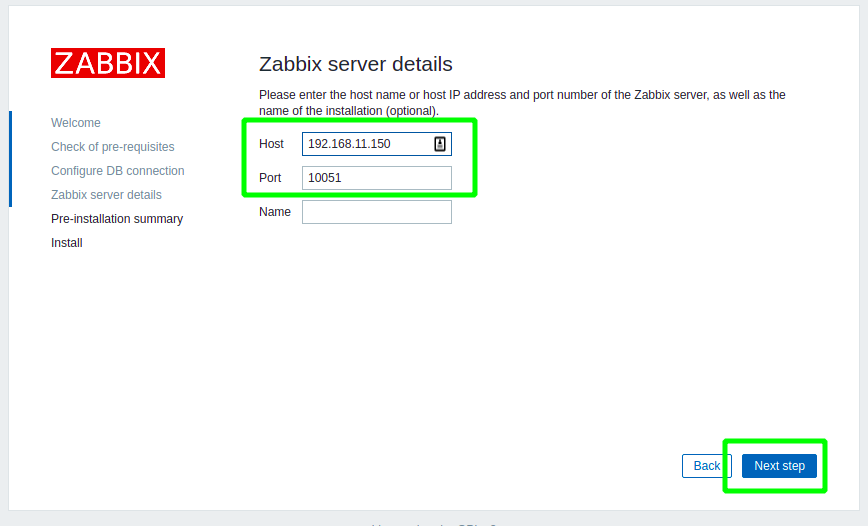 ZABBIX
Welcome
Check of pre-requisites
Configure DB connection
Zabbix server details
Pre-installation summary
Install
Zabbix server details
Please enter the host name or host IP address and port number of the Zabbix server, as well as the
name of the installation (optional).
Host 192.168.11.150
Port 10051
Name
Back Next step